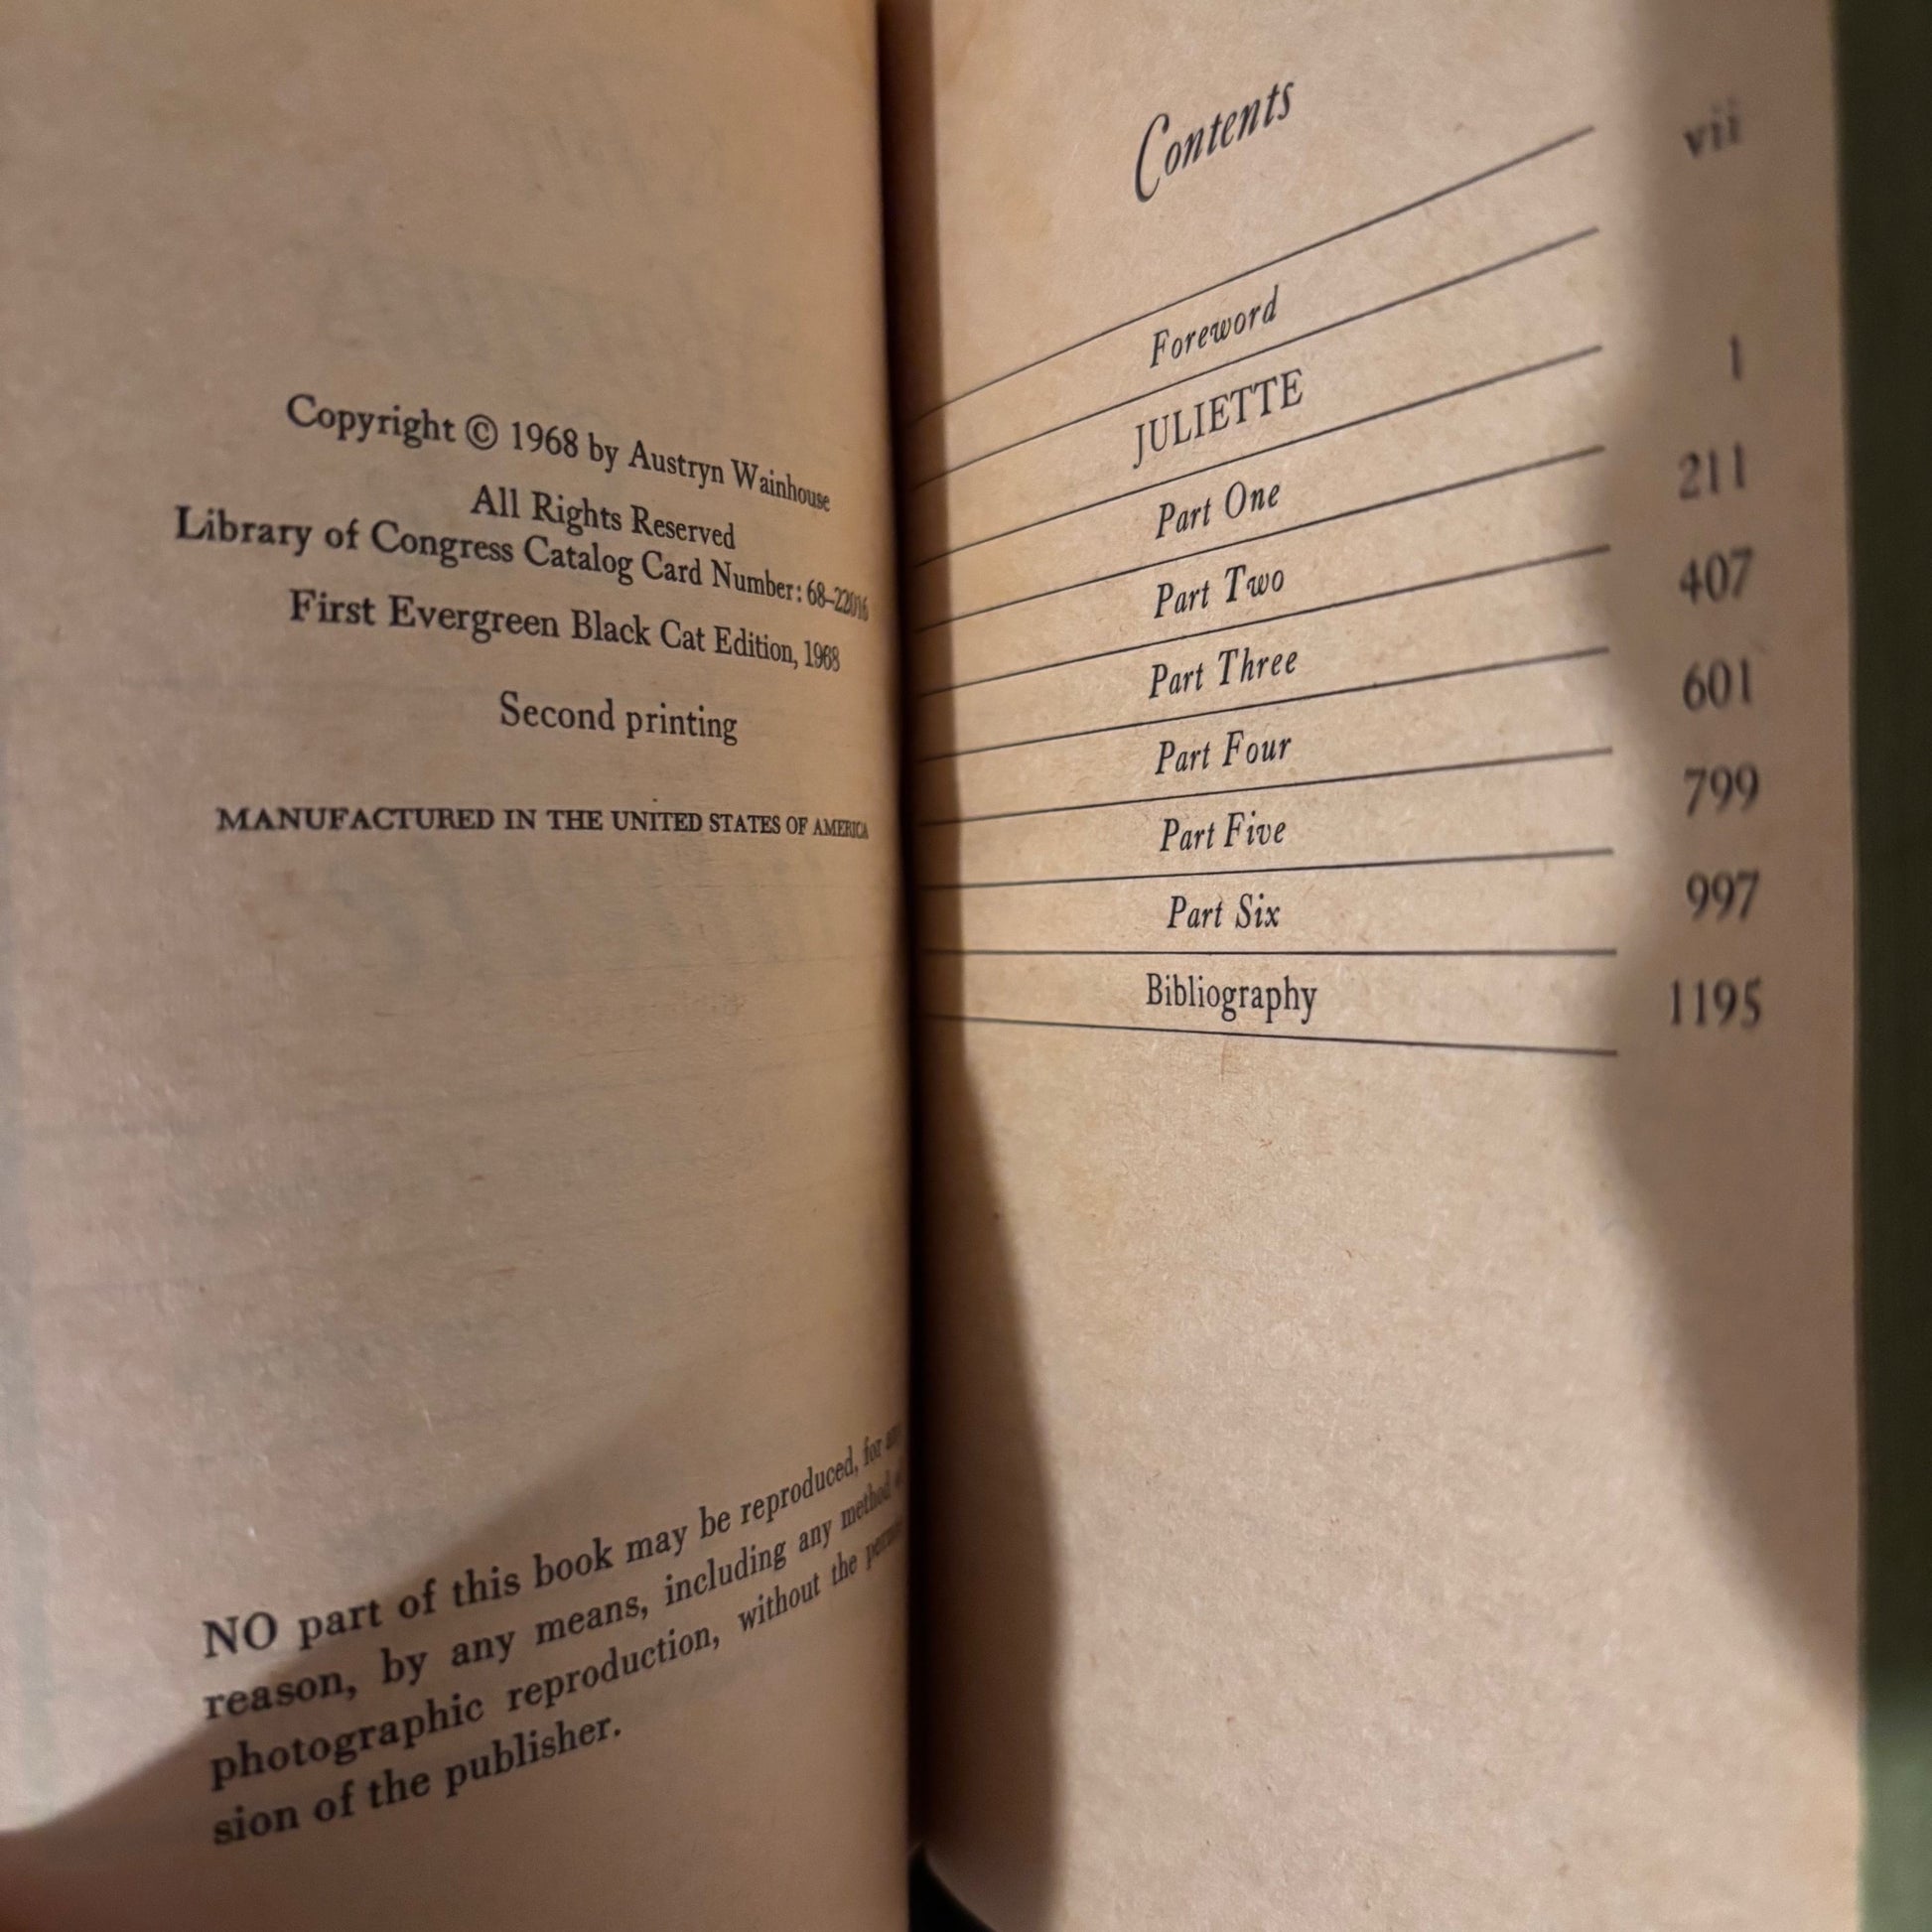 Copyright © 1968 by Austryn Wainhouse
All Rights Reserved
Library of Congress Catalog Card Number: 68-22016
First Evergreen Black Cat Edition, 1968
Second printing
MANUFACTURED IN THE UNITED STATES OF AMERICA
NO part of this book may be reproduced, for any
reason, by any means, including any method
photographic reproduction, without the
sion of the publisher.
Contents
Foreword vii
JULIETTE
Part One 1
Part Two 211
Part Three 407
Part Four 601
Part Five 799
Part Six 997
Bibliography 1195